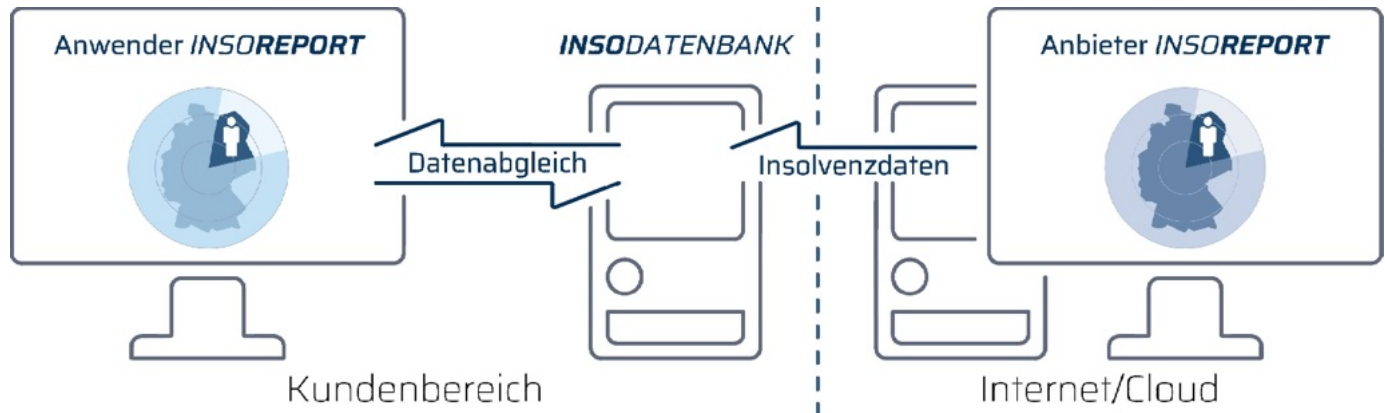 Anwender INSOREPORT
INSODATENBANK
Anbieter INSOREPORT
Datenabgleich
Insolvenzdaten
Kundenbereich
Internet/Cloud